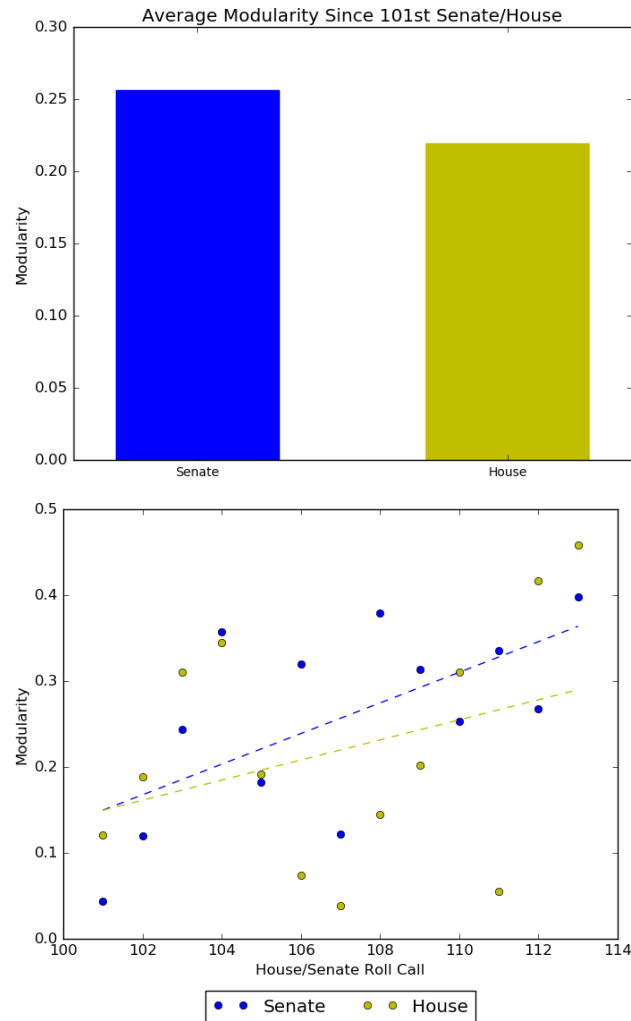 Average Modularity Since 101st Senate/House
0.30
0.25
0.20
0.15
0.10
0.05
0.00
Modularity
Senate House
0.5
0.4
0.3
0.2
0.1
0.0
Modularity
100 102 104 106 108 110 112 114
House/Senate Roll Call
Senate House